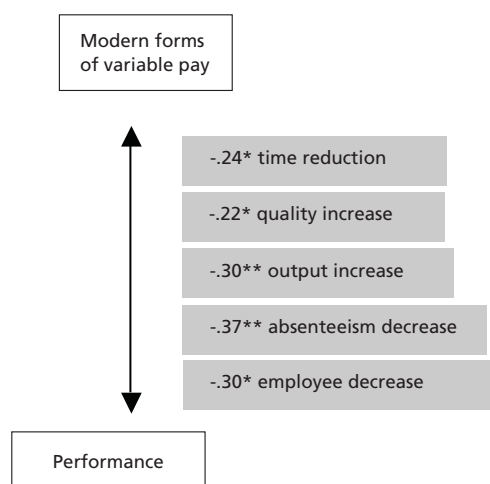 Modern forms
of variable pay
-.24* time reduction
-.22* quality increase
-.30** output increase
-.37** absenteeism decrease
-.30* employee decrease
Performance